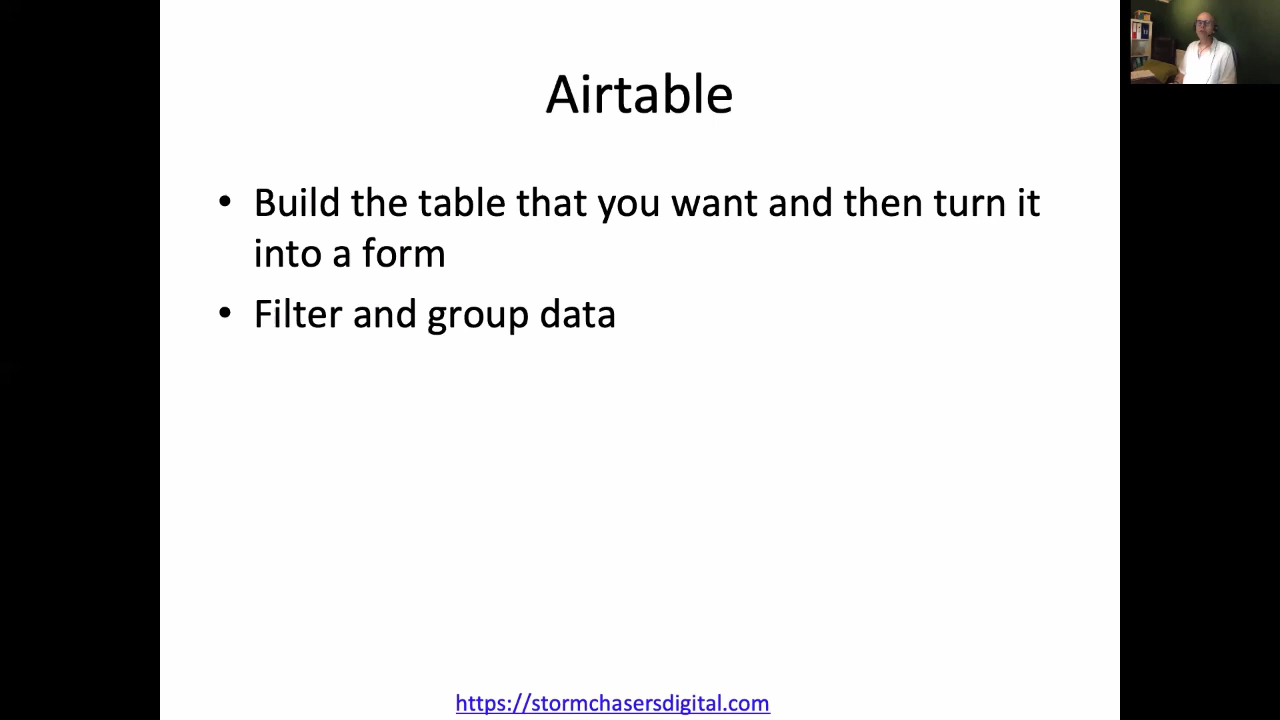 Airtable
• Build the table that you want and then turn it
into a form
• Filter and group data
https://stormchasersdigital.com